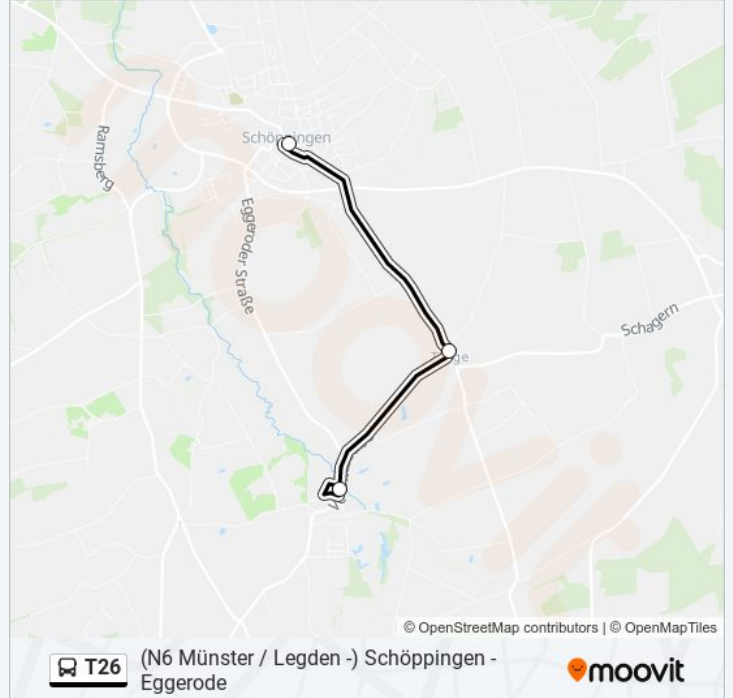 Schöppingen
Ramsberg
Eggeroder Straße
Schagern
© OpenStreetMap contributors | © OpenMapTiles
T26
(N6 Münster / Legden -) Schöppingen -
Eggerode
moovit